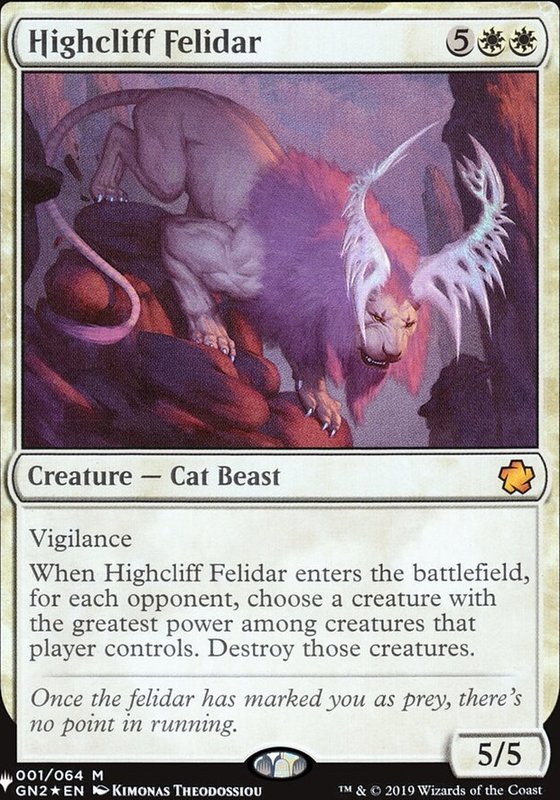 Highcliff Felidar 5
Creature — Cat Beast
Vigilance
When Highcliff Felidar enters the battlefield,
for each opponent, choose a creature with
the greatest power among creatures that
player controls. Destroy those creatures.
Once the felidar has marked you as prey, there's
no point in running.
5/5
001/064 M
GN2★EN Kimonas Theodossiou
™ & © 2019 Wizards of the Coast